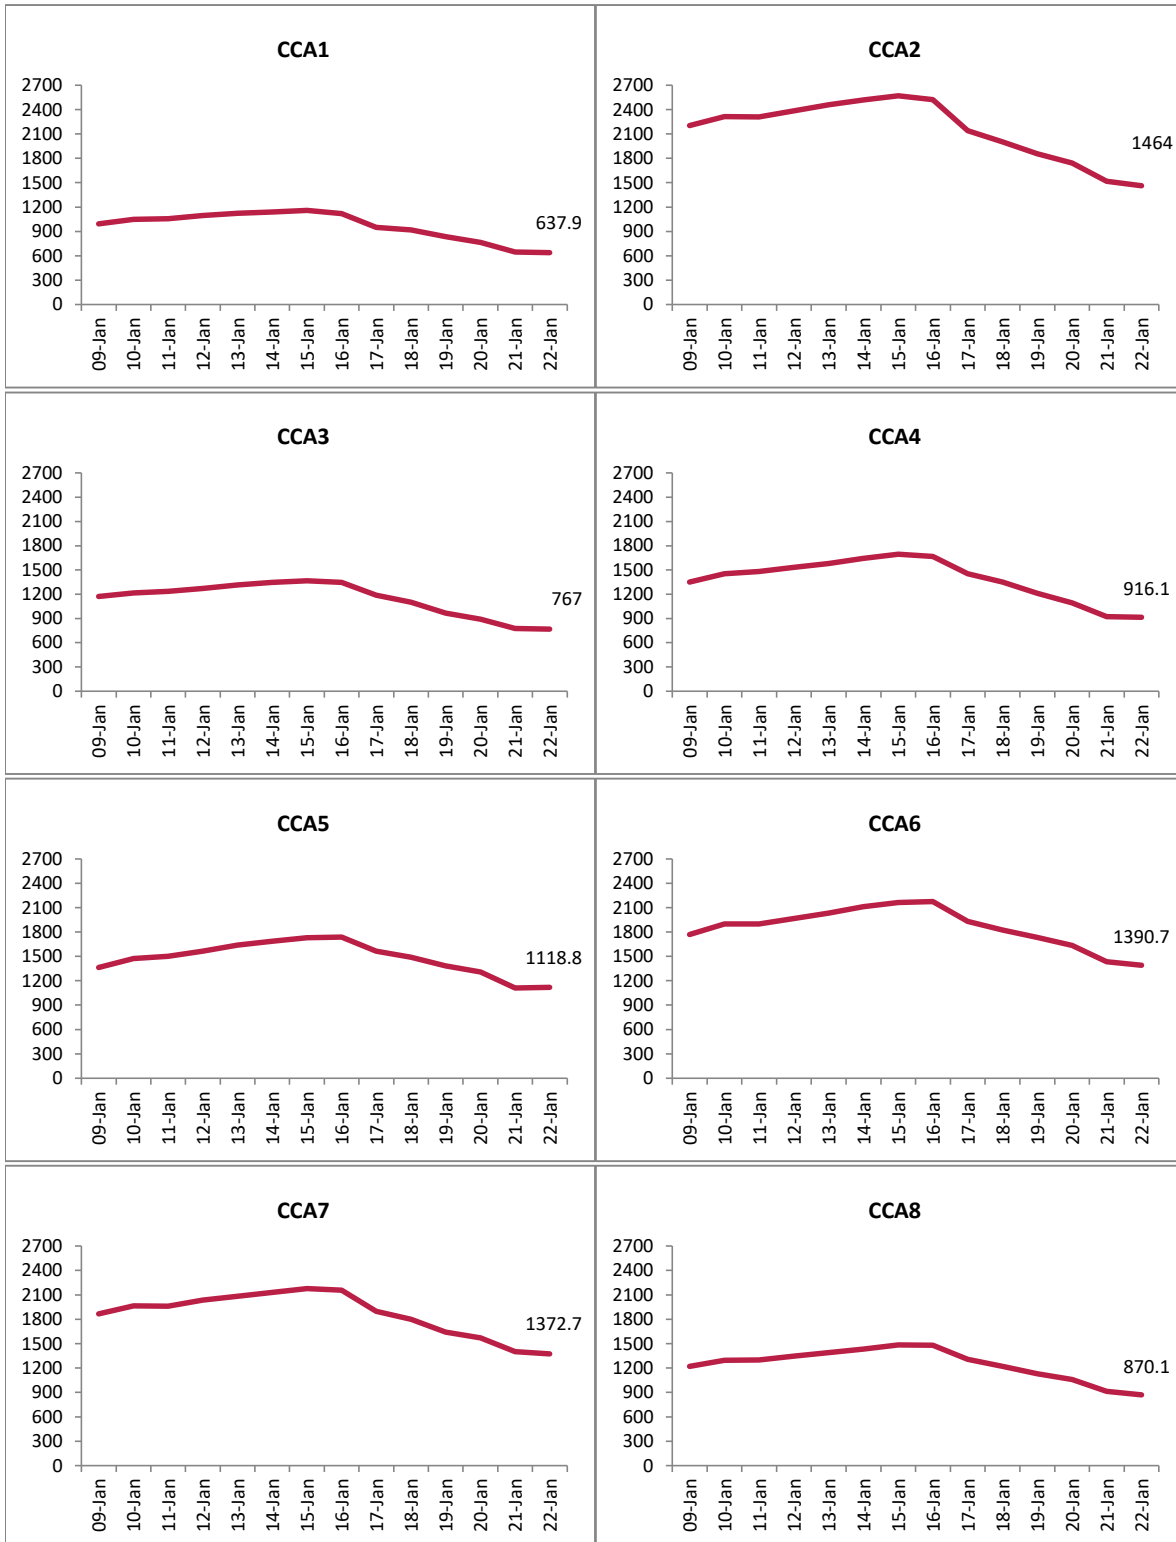 CCA1
2700
2400
2100
1800
1500
1200
900
600
300
0
637.9
09-Jan
10-Jan
11-Jan
12-Jan
13-Jan
14-Jan
15-Jan
16-Jan
17-Jan
18-Jan
19-Jan
20-Jan
21-Jan
22-Jan
CCA2
2700
2400
2100
1800
1500
1200
900
600
300
0
1464
09-Jan
10-Jan
11-Jan
12-Jan
13-Jan
14-Jan
15-Jan
16-Jan
17-Jan
18-Jan
19-Jan
20-Jan
21-Jan
22-Jan
CCA3
2700
2400
2100
1800
1500
1200
900
600
300
0
767
09-Jan
10-Jan
11-Jan
12-Jan
13-Jan
14-Jan
15-Jan
16-Jan
17-Jan
18-Jan
19-Jan
20-Jan
21-Jan
22-Jan
CCA4
2700
2400
2100
1800
1500
1200
900
600
300
0
916.1
09-Jan
10-Jan
11-Jan
12-Jan
13-Jan
14-Jan
15-Jan
16-Jan
17-Jan
18-Jan
19-Jan
20-Jan
21-Jan
22-Jan
CCA5
2700
2400
2100
1800
1500
1200
900
600
300
0
1118.8
09-Jan
10-Jan
11-Jan
12-Jan
13-Jan
14-Jan
15-Jan
16-Jan
17-Jan
18-Jan
19-Jan
20-Jan
21-Jan
22-Jan
CCA6
2700
2400
2100
1800
1500
1200
900
600
300
0
1390.7
09-Jan
10-Jan
11-Jan
12-Jan
13-Jan
14-Jan
15-Jan
16-Jan
17-Jan
18-Jan
19-Jan
20-Jan
21-Jan
22-Jan
CCA7
2700
2400
2100
1800
1500
1200
900
600
300
0
1372.7
09-Jan
10-Jan
11-Jan
12-Jan
13-Jan
14-Jan
15-Jan
16-Jan
17-Jan
18-Jan
19-Jan
20-Jan
21-Jan
22-Jan
CCA8
2700
2400
2100
1800
1500
1200
900
600
300
0
870.1
09-Jan
10-Jan
11-Jan
12-Jan
13-Jan
14-Jan
15-Jan
16-Jan
17-Jan
18-Jan
19-Jan
20-Jan
21-Jan
22-Jan